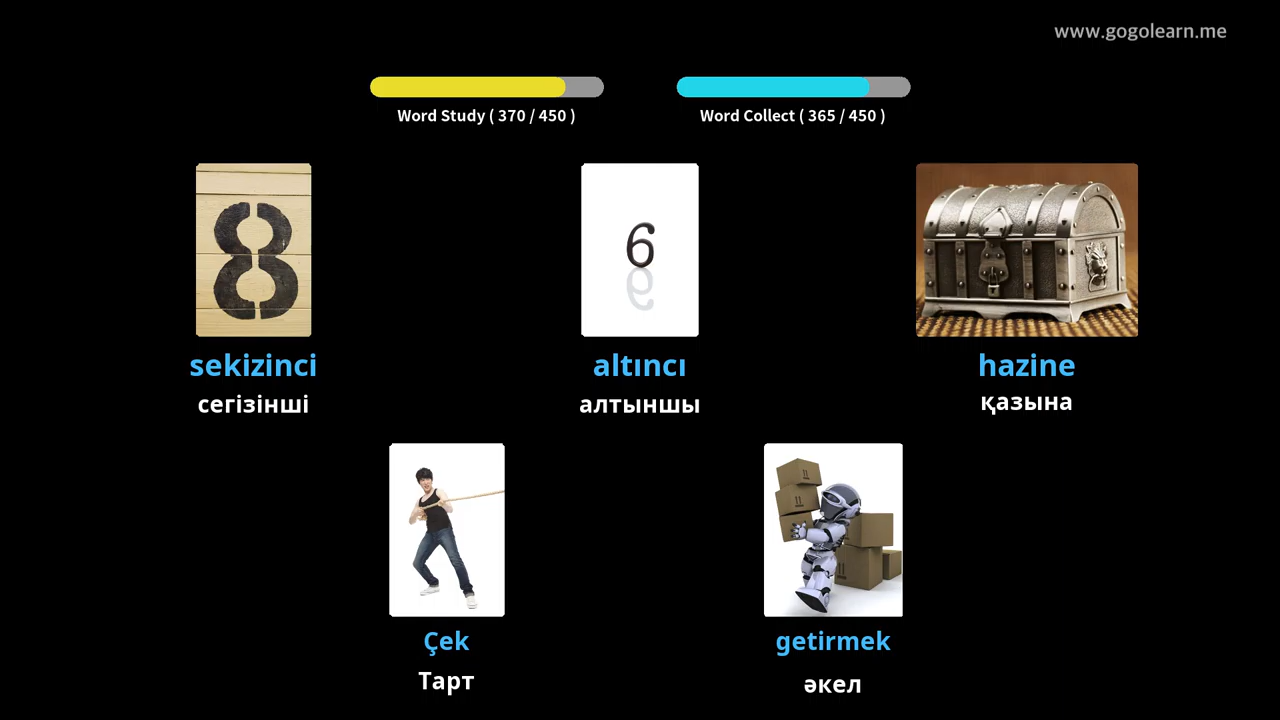 www.gogolearn.me
Word Study ( 370 / 450 )
Word Collect ( 365 / 450 )
8
6
sekizinci
сегізінші
altıncı
алтыншы
hazine
қазына
Çek
Тарт
getirmek
әкел